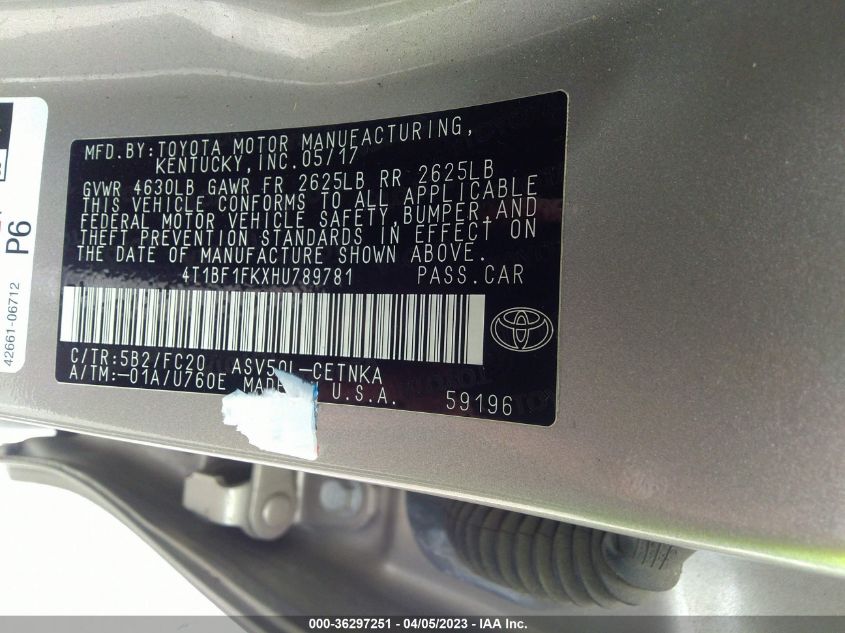 MFD.BY:TOYOTA MOTOR MANUFACTURING,
KENTUCKY,INC.05/17
GVWR 4630LB GAWR FR 2625LB RR 2625LB
THIS VEHICLE CONFORMS TO ALL APPLICABLE
FEDERAL MOTOR VEHICLE SAFETY,BUMPER,AND
THEFT PREVENTION STANDARDS IN EFFECT ON
THE DATE OF MANUFACTURE SHOWN ABOVE.
4T1BF1FKXHU789781 PASS.CAR
C/TR:5B2/FC20 ASV50L-CETNKA
A/TM:-01A/U760E MADE U.S.A. 59196
P6
42661-06712
000-36297251 - 04/05/2023 - IAA Inc.